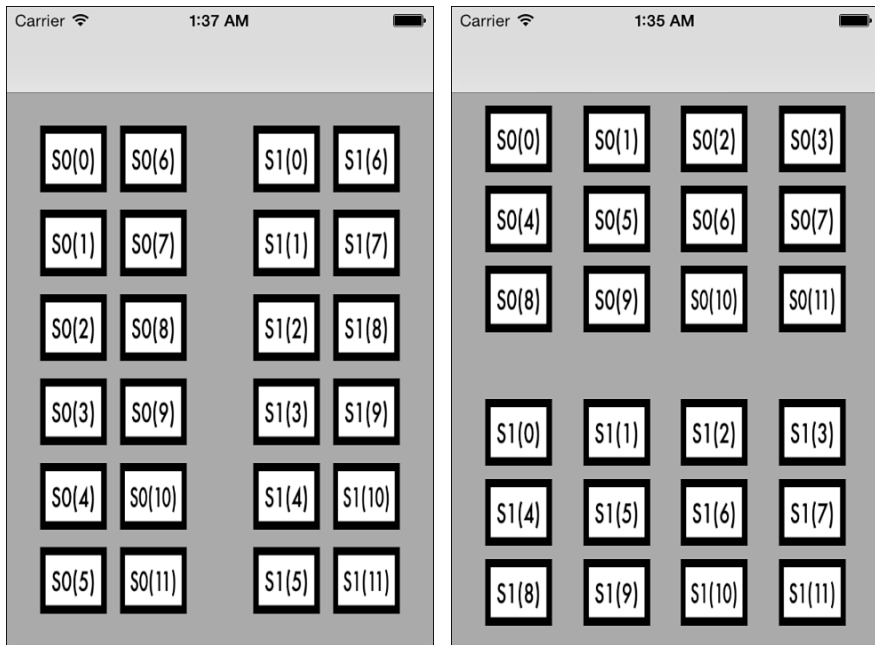 Carrier 1:37 AM
S0(0) S0(6) S1(0) S1(6)
S0(1) S0(7) S1(1) S1(7)
S0(2) S0(8) S1(2) S1(8)
S0(3) S0(9) S1(3) S1(9)
S0(4) S0(10) S1(4) S1(10)
S0(5) S0(11) S1(5) S1(11)
Carrier 1:35 AM
S0(0) S0(1) S0(2) S0(3)
S0(4) S0(5) S0(6) S0(7)
S0(8) S0(9) S0(10) S0(11)
S1(0) S1(1) S1(2) S1(3)
S1(4) S1(5) S1(6) S1(7)
S1(8) S1(9) S1(10) S1(11)